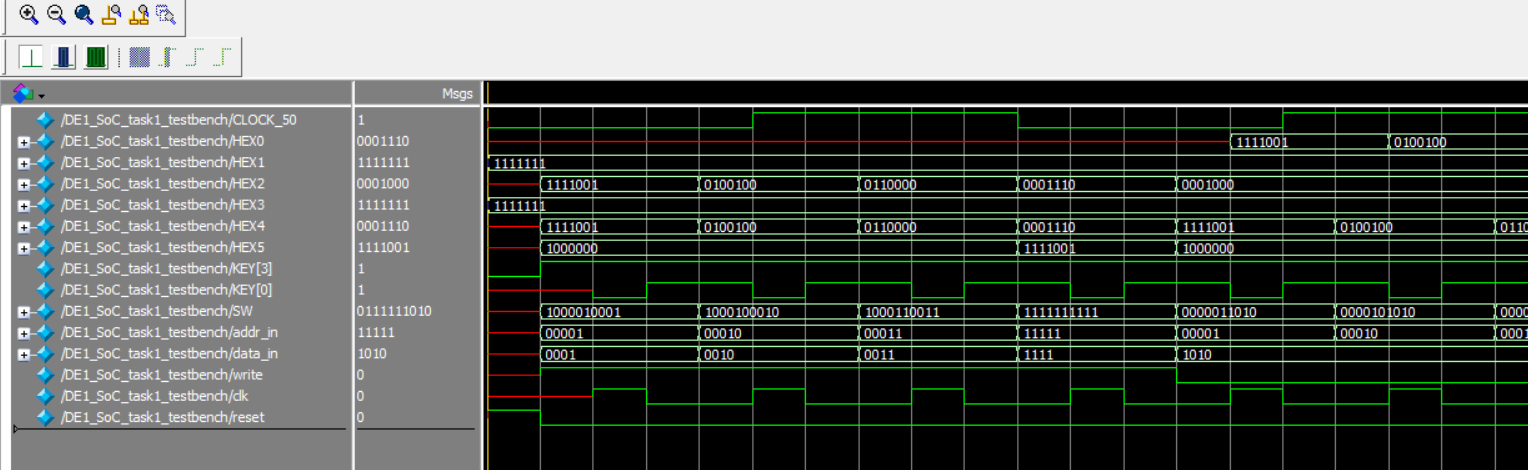 Msgs
/DE1_SoC_task1_testbench/CLOCK_50 1
/DE1_SoC_task1_testbench/HEX0 0001110 1111001 0100100
/DE1_SoC_task1_testbench/HEX1 1111111 1111111
/DE1_SoC_task1_testbench/HEX2 0001000 1111001 0100100 0110000 0001110 0001000
/DE1_SoC_task1_testbench/HEX3 1111111 1111111
/DE1_SoC_task1_testbench/HEX4 0001110 1111001 0100100 0110000 0001110 1111001 0100100 0110
/DE1_SoC_task1_testbench/HEX5 1111001 1000000 1111001 1000000
/DE1_SoC_task1_testbench/KEY[3] 1
/DE1_SoC_task1_testbench/KEY[0] 1
/DE1_SoC_task1_testbench/SW 0111111010 1000010001 1000100010 1000110011 1111111111 0000011010 0000101010 0000
/DE1_SoC_task1_testbench/addr_in 11111 00001 00010 00011 11111 00001 00010 0001
/DE1_SoC_task1_testbench/data_in 1010 0001 0010 0011 1111 1010
/DE1_SoC_task1_testbench/write 0
/DE1_SoC_task1_testbench/clk 0
/DE1_SoC_task1_testbench/reset 0